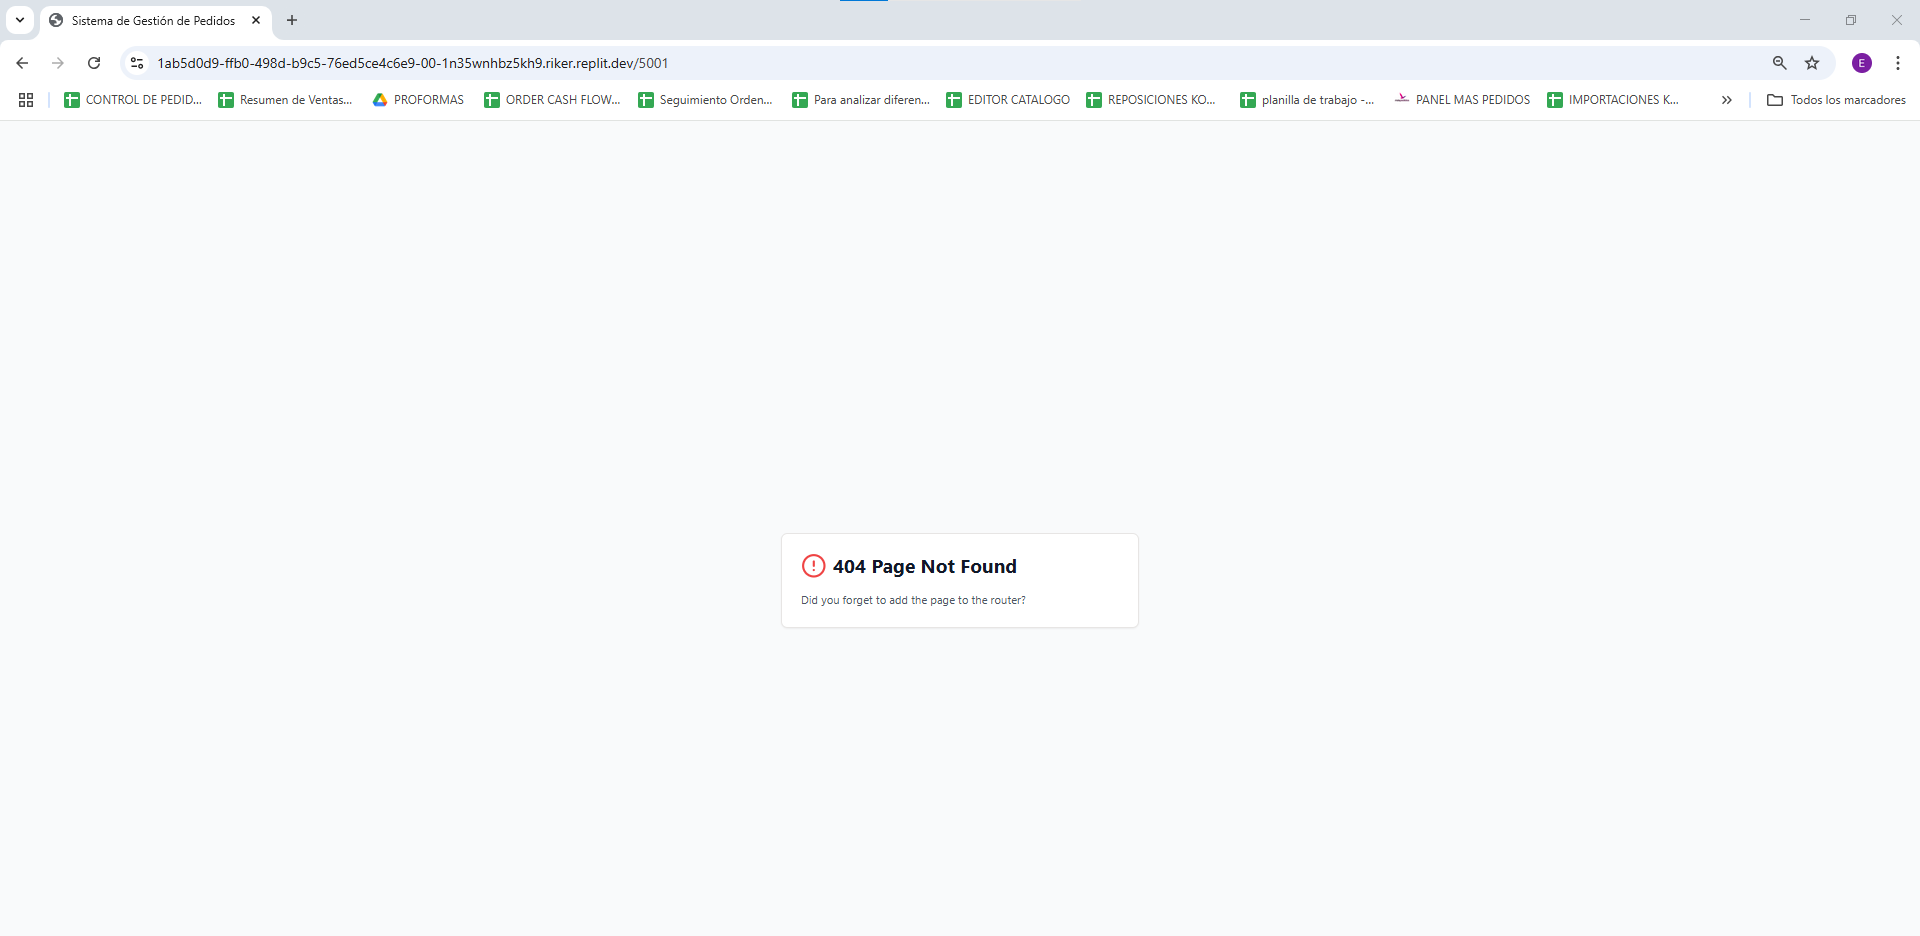 Sistema de Gestión de Pedidos
1ab5d0d9-ffb0-498d-b9c5-76ed5ce4c6e9-00-1n35wnhbz5kh9.riker.replit.dev/5001
E
CONTROL DE PEDID...
Resumen de Ventas...
PROFORMAS
ORDER CASH FLOW...
Seguimiento Orden...
Para analizar diferen...
EDITOR CATALOGO
REPOSICIONES KO...
planilla de trabajo -...
PANEL MAS PEDIDOS
IMPORTACIONES K...
Todos los marcadores
404 Page Not Found
Did you forget to add the page to the router?